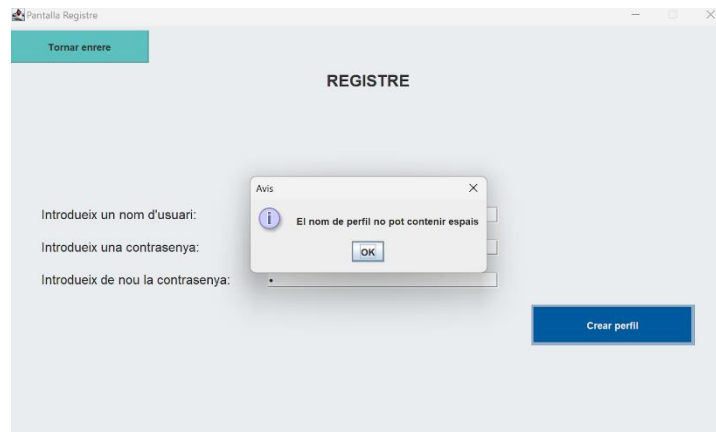 Pantalla Registre
Tornar enrere
REGISTRE
Avis
El nom de perfil no pot contenir espais
OK
Introdueix un nom d'usuari:
Introdueix una contrasenya:
Introdueix de nou la contrasenya:
Crear perfil